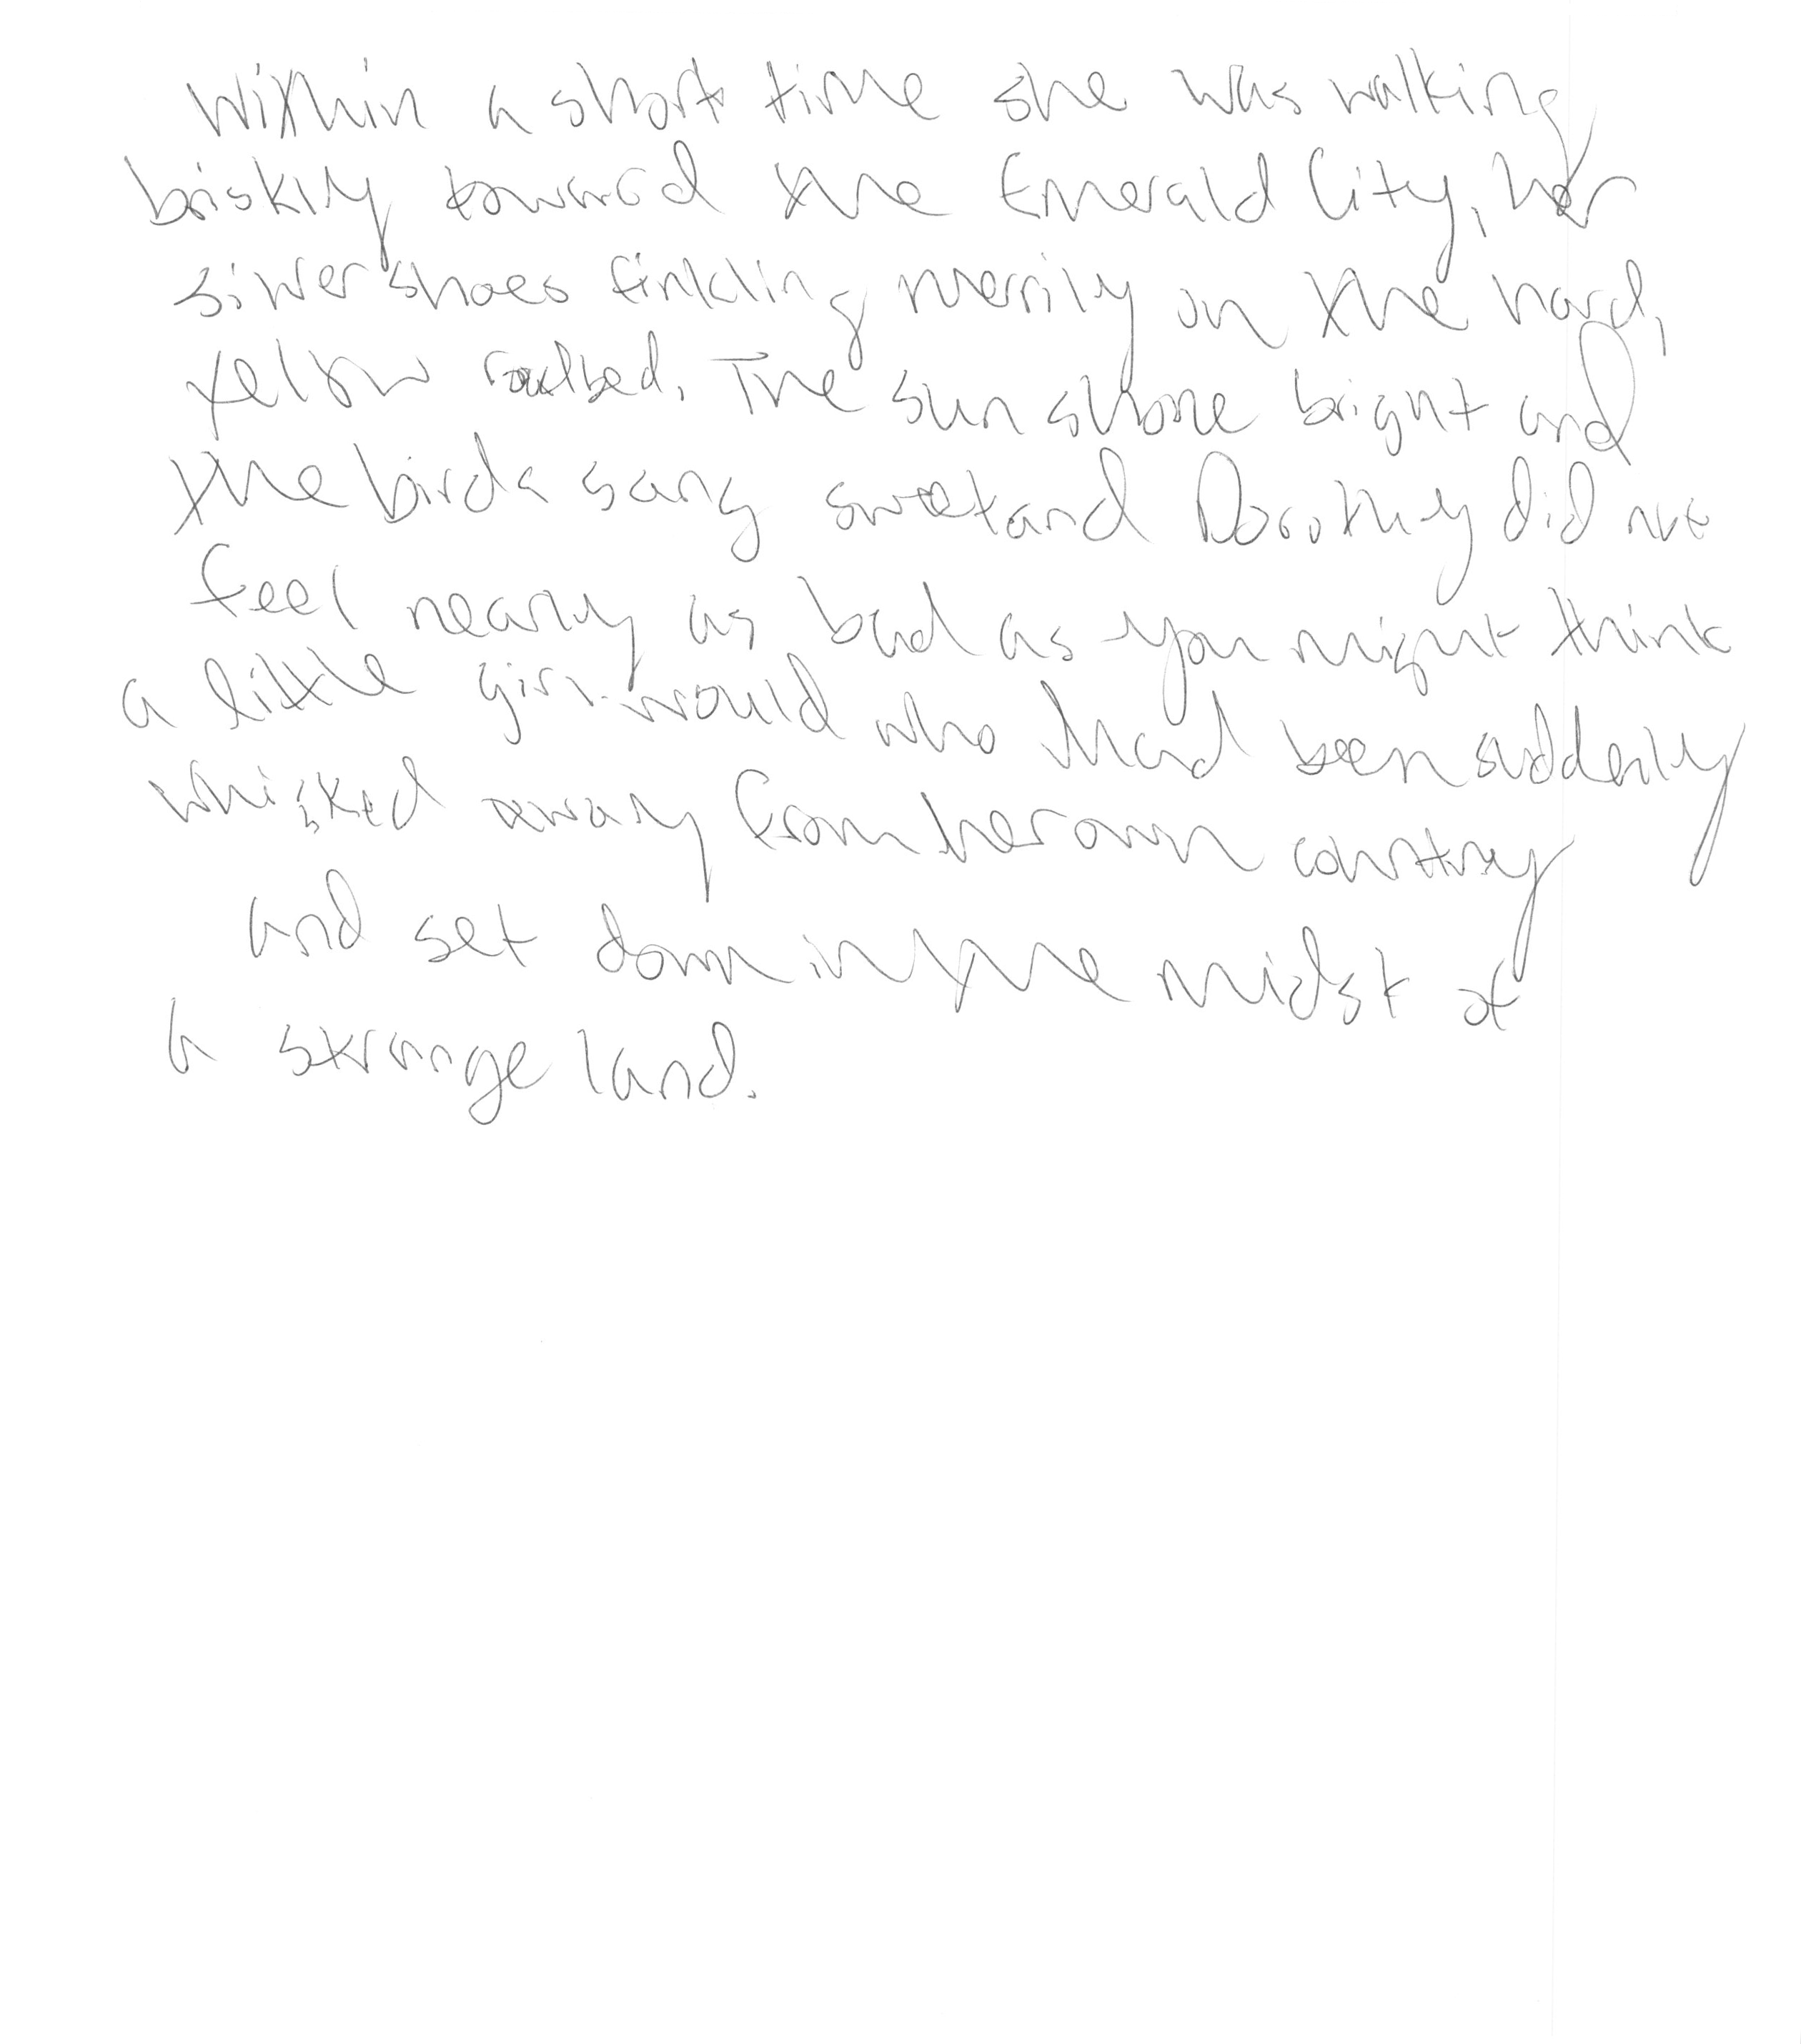 Within a short time she was walking
briskly toward the Emerald City, her
silver shoes tinkling merrily on the hard,
yellow roadbed. The sun shone bright and
the birds sang sweet and Dorothy did not
feel nearly as bad as you might think
a little girl would who had been suddenly
whisked away from her own country
and set down in the midst of
a strange land.